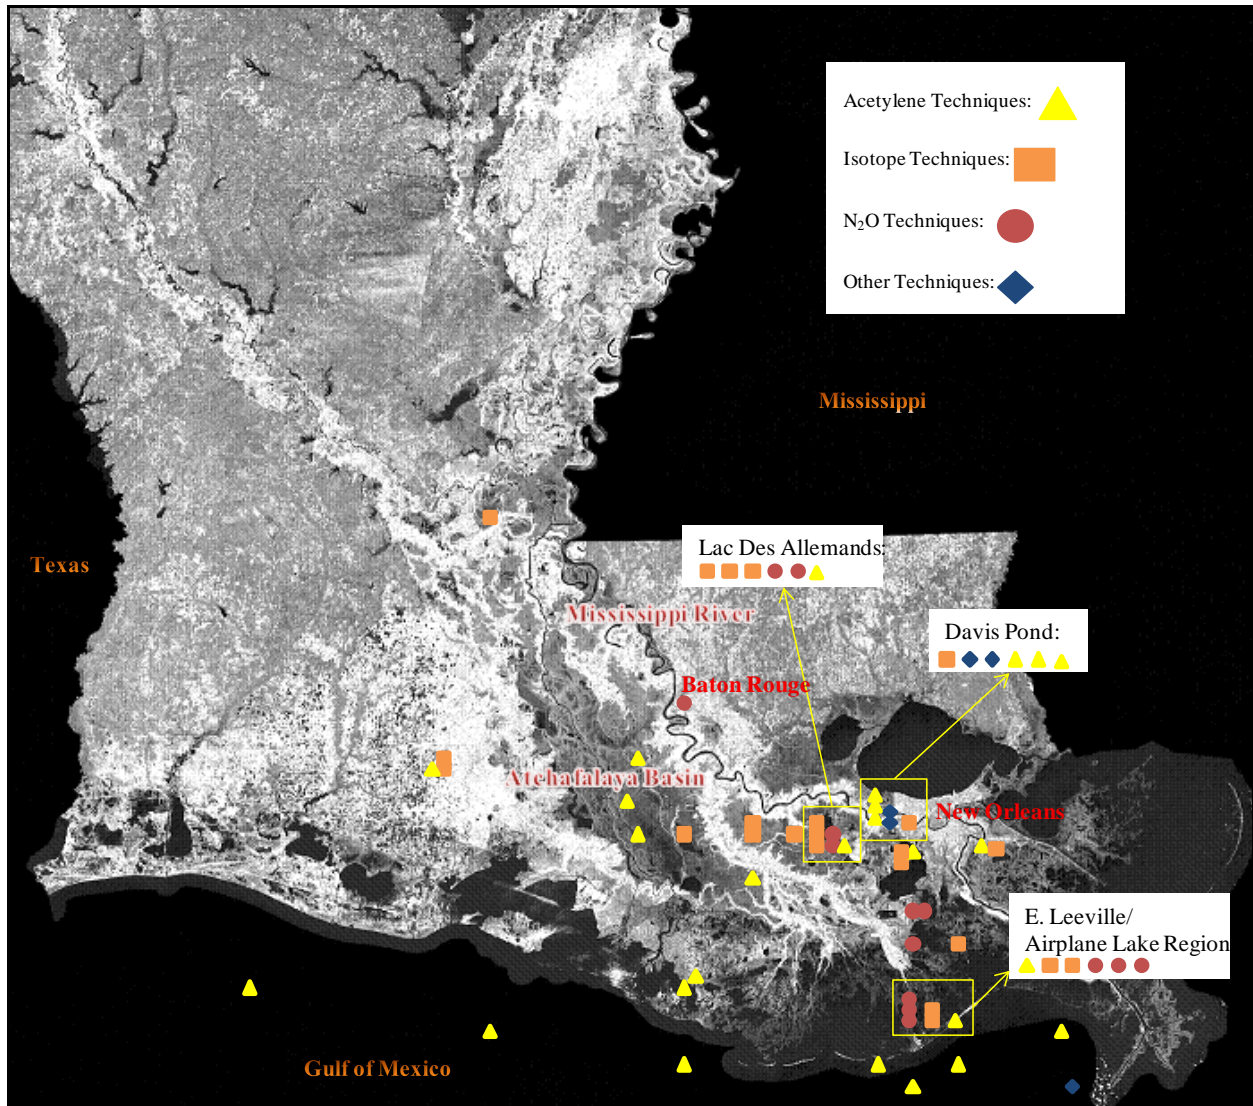 Acetylene Techniques:
Isotope Techniques:
N₂O Techniques:
Other Techniques:
Mississippi
Texas
Lac Des Allemands:
Mississippi River
Davis Pond:
Baton Rouge
Atchafalaya Basin
New Orleans
E. Leeville/
Airplane Lake Region
Gulf of Mexico